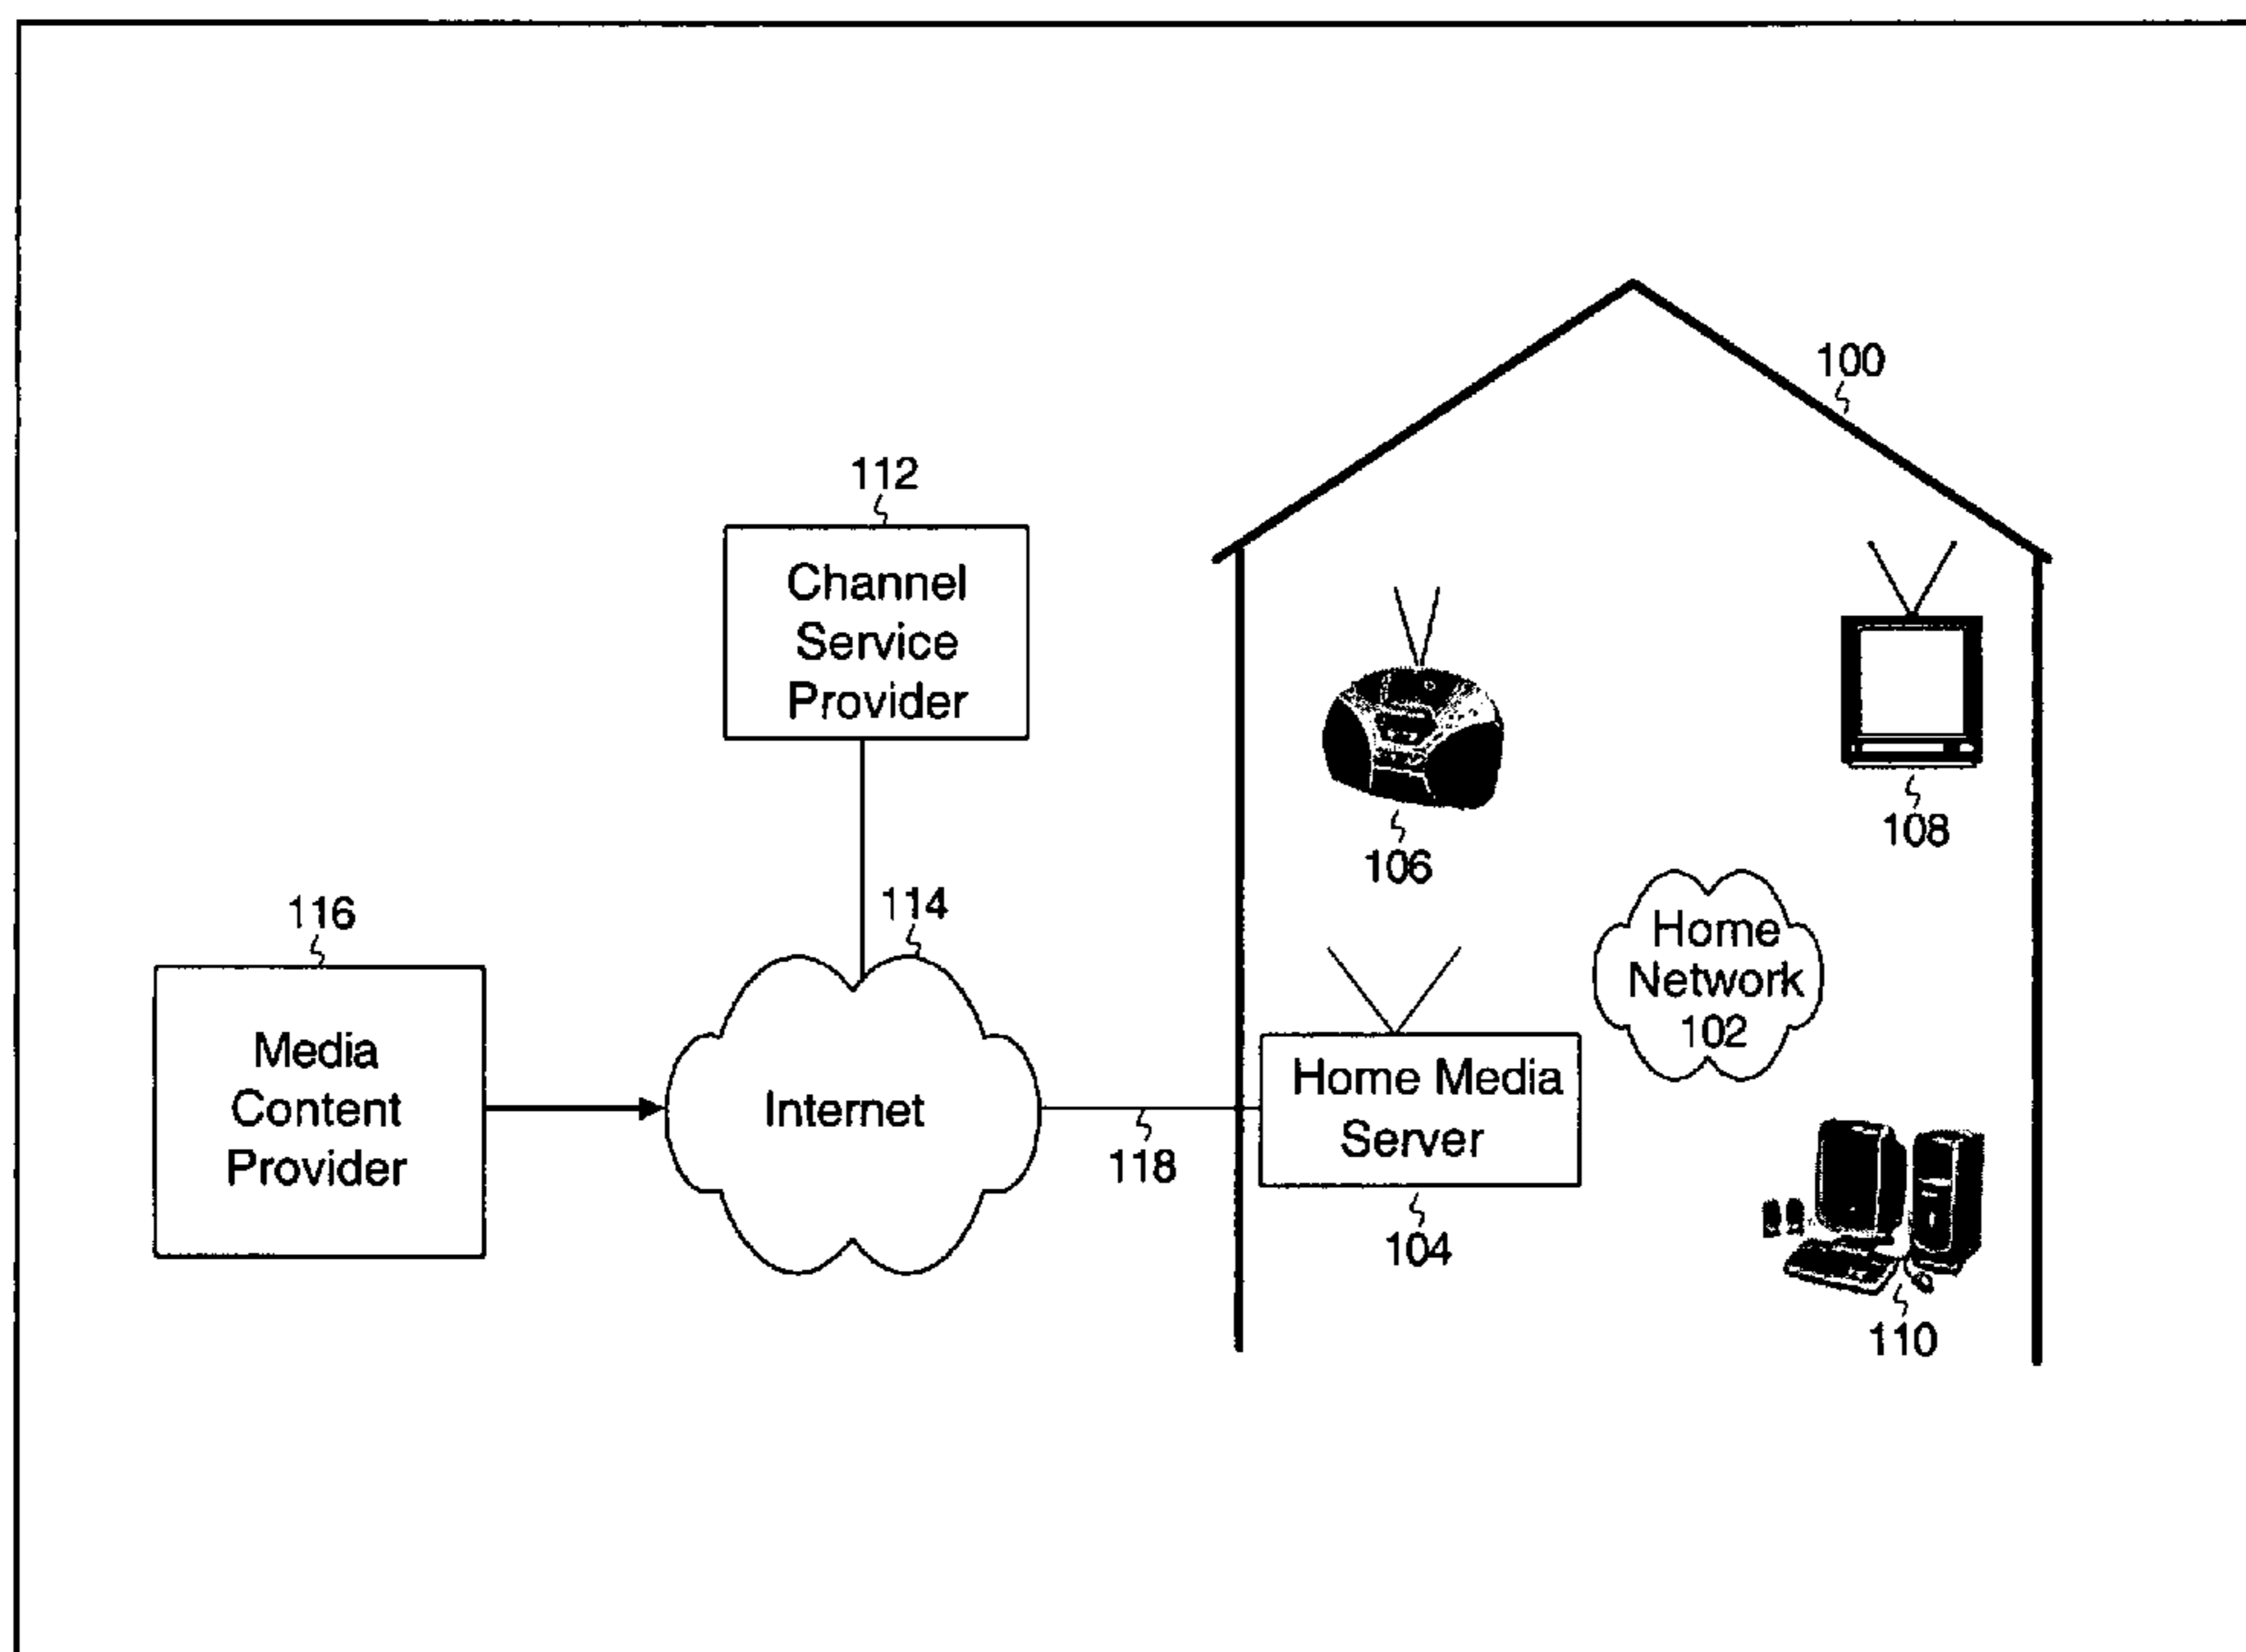 100
112
Channel
Service
Provider
108
106
114
116
Home
Network
102
Media
Content
Provider
Internet
Home Media
Server
118
104
110